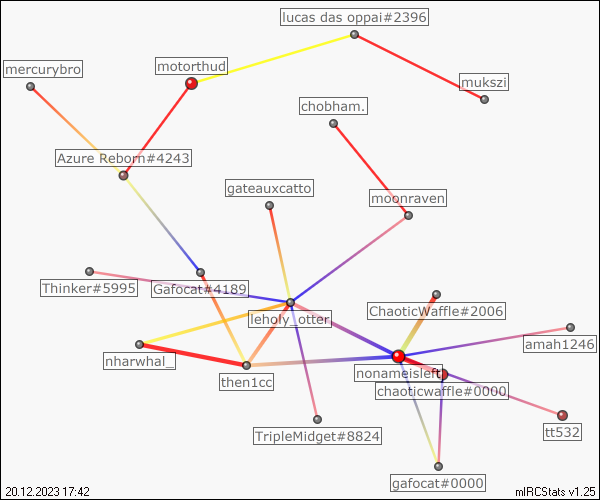 lucas das oppai#2396
mercurybro
motorthud
mukszi
chobham.
Azure Reborn#4243
gateauxcatto
moonraven
Thinker#5995
Gafocat#4189
leholy_otter
ChaoticWaffle#2006
amah1246
nharwhal_
then1cc
nonameisleft
chaoticwaffle#0000
TripleMidget#8824
tt532
gafocat#0000
20.12.2023 17:42
mIRCStats v1.25